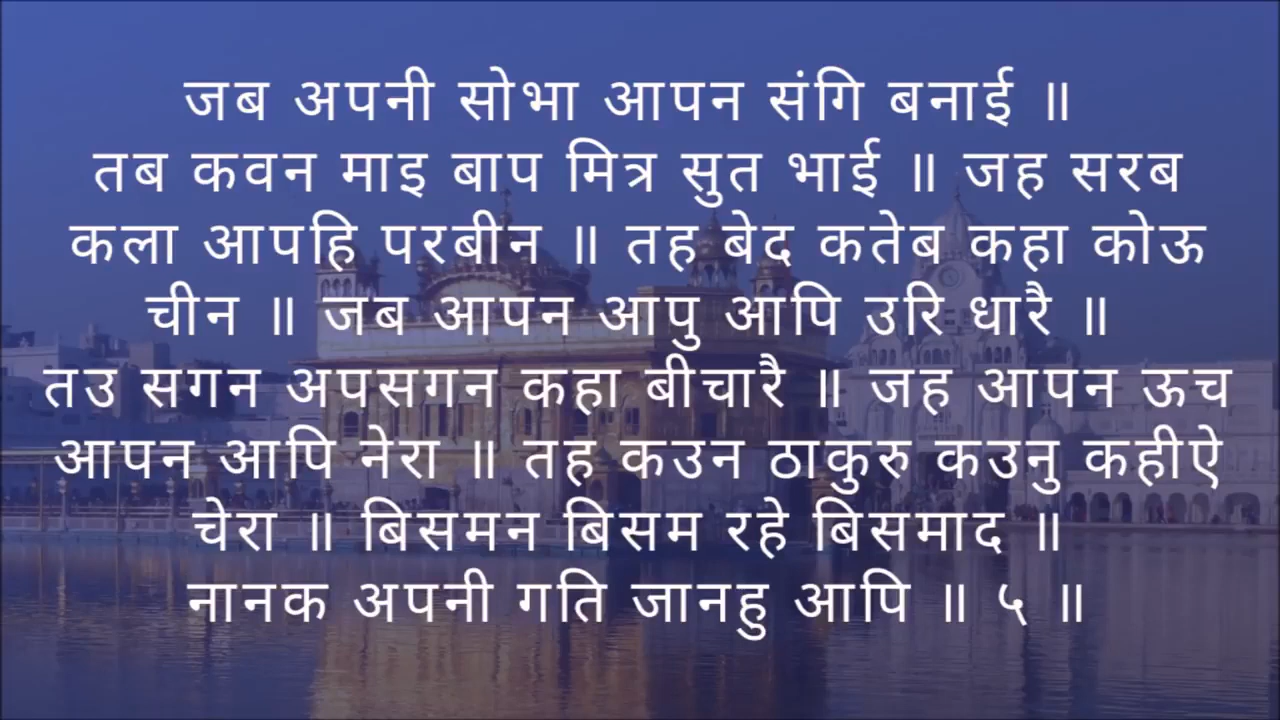 जब अपनी सोभा आपन संगि बनाई ॥
तब कवन माइ बाप मित्र सुत भाई ॥ जह सरब
कला आपहि परबीन ॥ तह बेद कतेब कहा कोऊ
चीन ॥ जब आपन आपु आपि उरि धारै ॥
तउ सगन अपसगन कहा बीचारै ॥ जह आपन ऊच
आपन आपि नेरा ॥ तह कउन ठाकुरु कउनु कहीऐ
चेरा ॥ बिसमन बिसम रहे बिसमाद ॥
नानक अपनी गति जानहु आपि ॥ ५ ॥